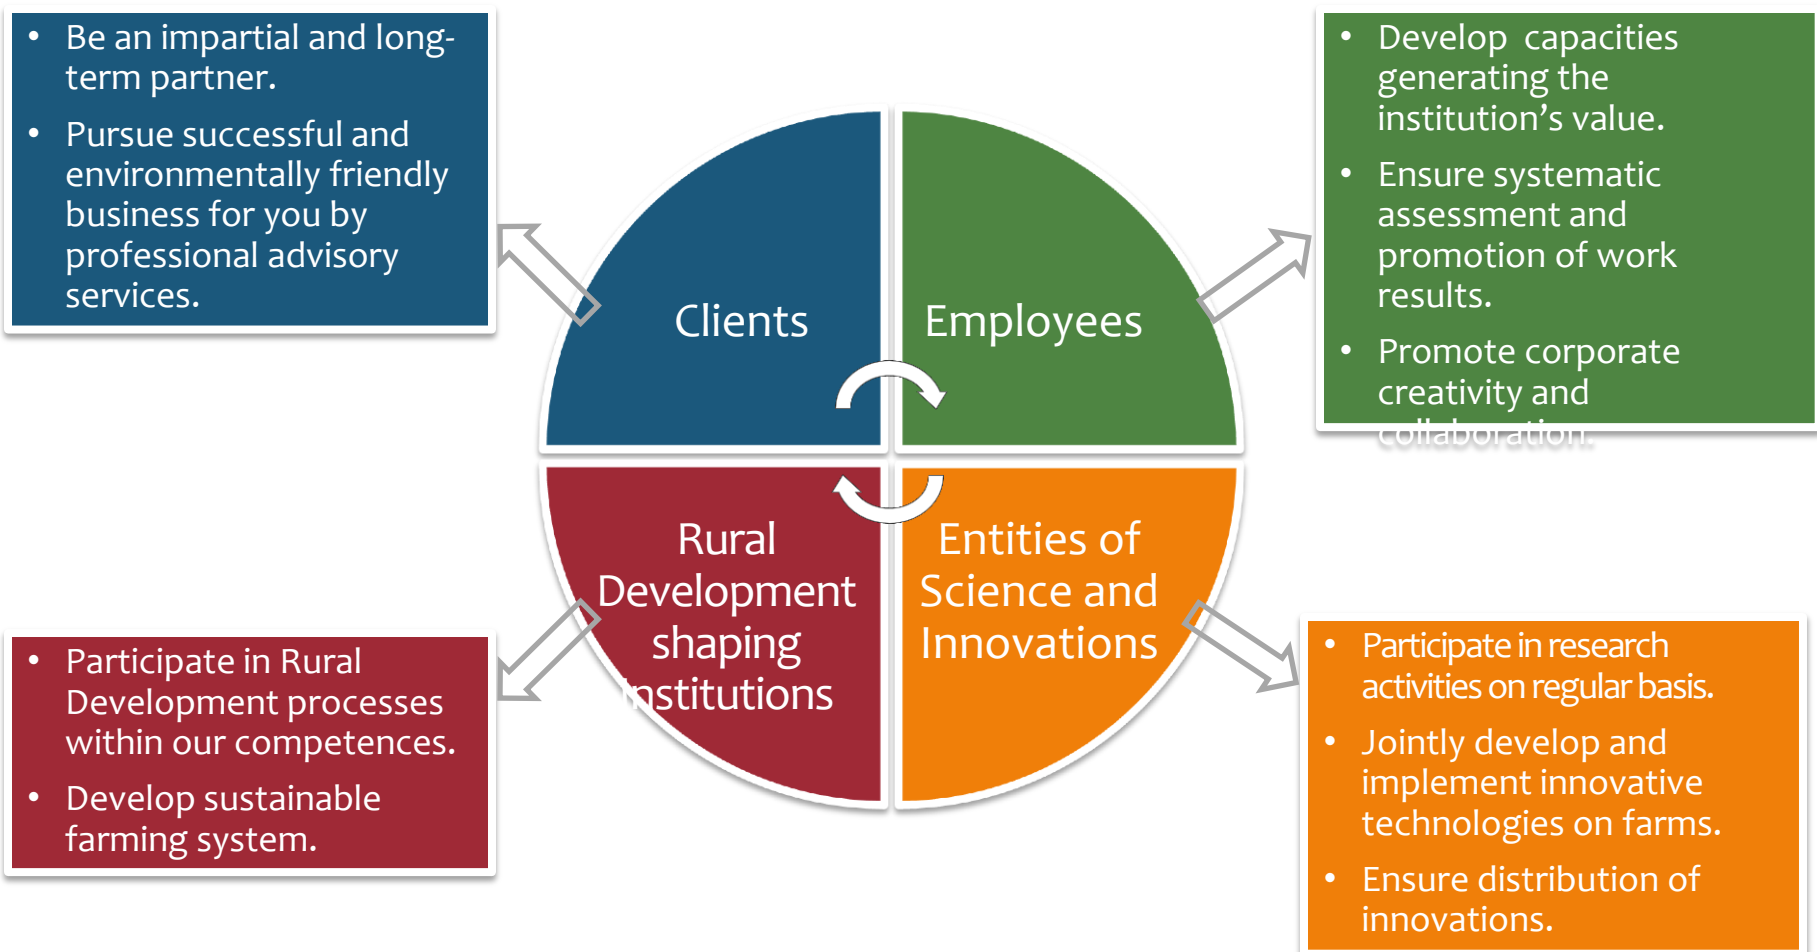 • Be an impartial and long-
term partner.
• Pursue successful and
environmentally friendly
business for you by
professional advisory
services.
Clients
Employees
• Develop capacities
generating the
institution’s value.
• Ensure systematic
assessment and
promotion of work
results.
• Promote corporate
creativity and
collaboration.
Rural
Development
shaping
institutions
Entities of
Science and
Innovations
• Participate in Rural
Development processes
within our competences.
• Develop sustainable
farming system.
• Participate in research
activities on regular basis.
• Jointly develop and
implement innovative
technologies on farms.
• Ensure distribution of
innovations.